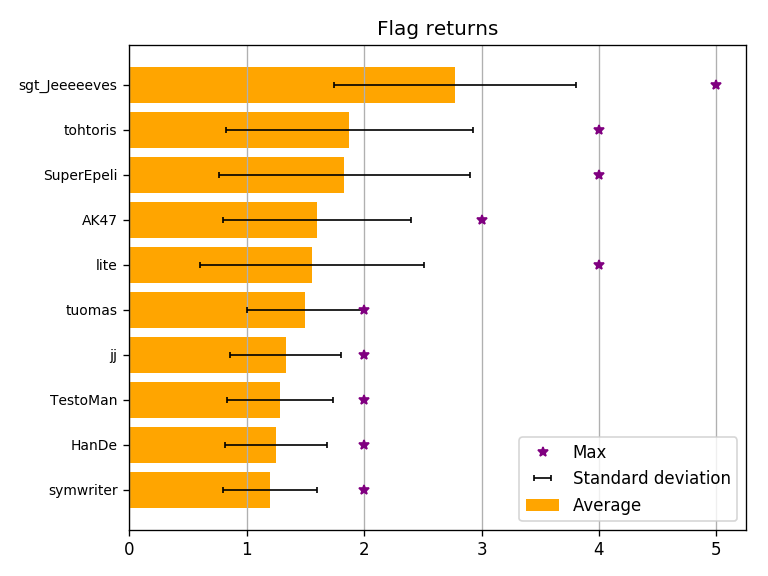 Flag returns
sgt_Jeeeeeves
tohtoris
SuperEpeli
AK47
lite
tuomas
jj
TestoMan
HanDe
symwriter
Max
Standard deviation
Average
0 1 2 3 4 5